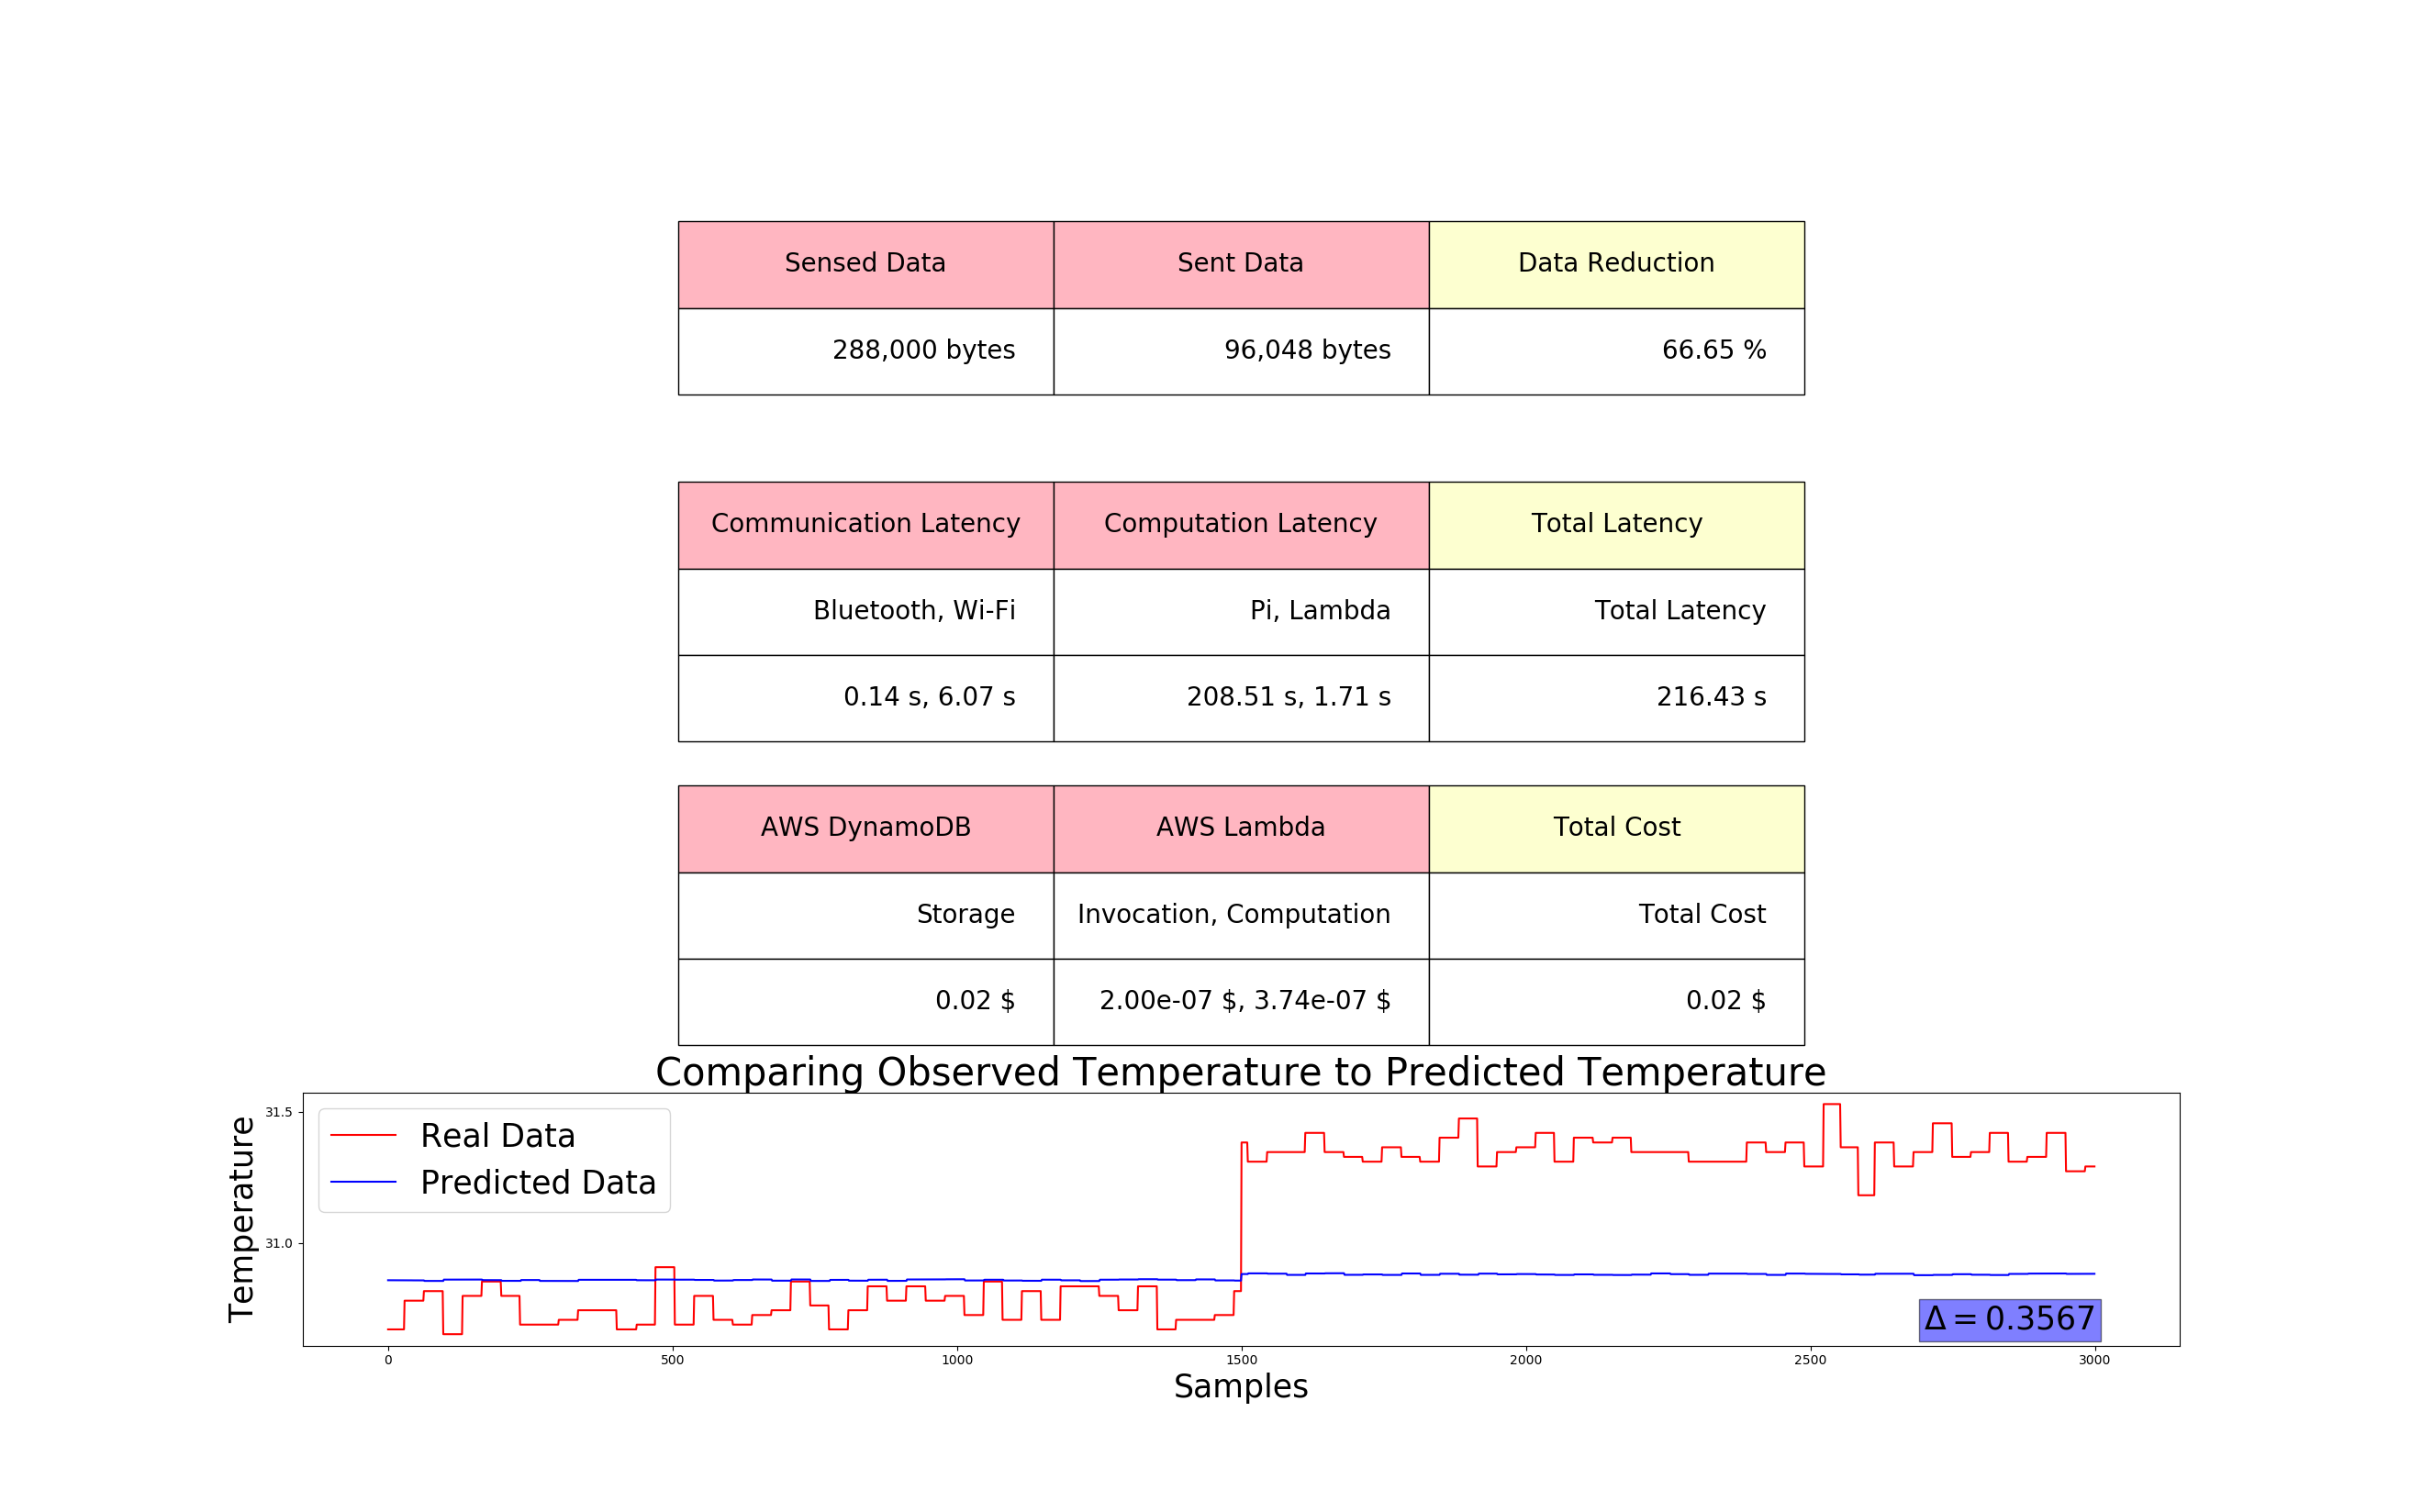 Sensed Data Sent Data Data Reduction
288,000 bytes 96,048 bytes 66.65 %
Communication Latency Computation Latency Total Latency
Bluetooth, Wi-Fi Pi, Lambda Total Latency
0.14 s, 6.07 s 208.51 s, 1.71 s 216.43 s
AWS DynamoDB AWS Lambda Total Cost
Storage Invocation, Computation Total Cost
0.02 $ 2.00e-07 $, 3.74e-07 $ 0.02 $
Comparing Observed Temperature to Predicted Temperature
Temperature
31.5
31.0
Real Data
Predicted Data
Δ = 0.3567
0 500 1000 1500 2000 2500 3000
Samples